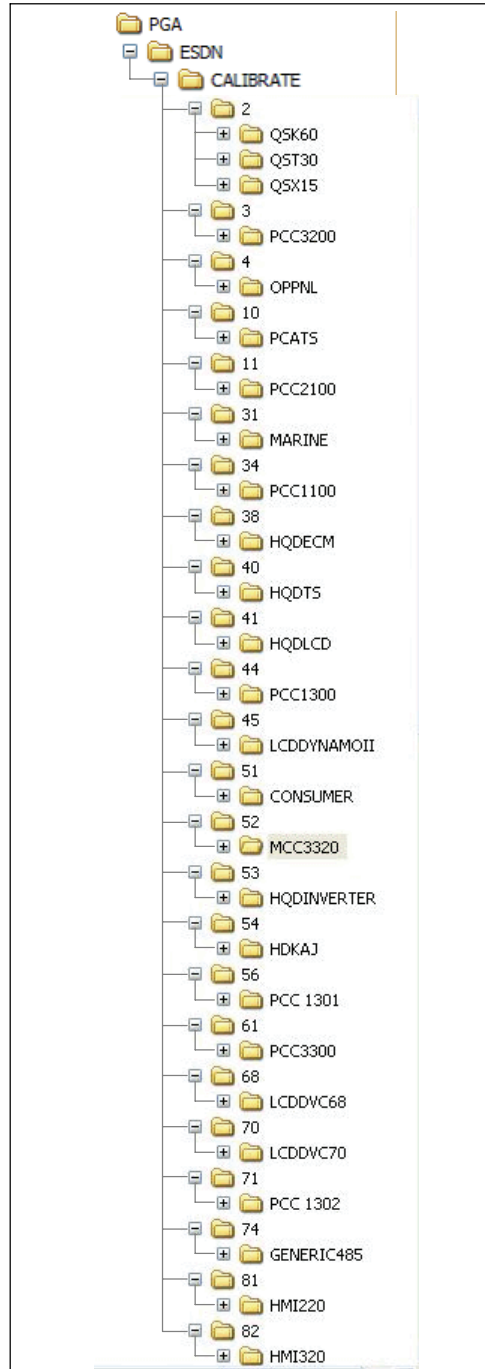 PGA
ESDN
CALIBRATE
2
QSK60
QST30
QSX15
3
PCC3200
4
OPPNL
10
PCATS
11
PCC2100
31
MARINE
34
PCC1100
38
HQDECM
40
HQDTS
41
HQDLCD
44
PCC1300
45
LCDDYNAMOII
51
CONSUMER
52
MCC3320
53
HQDINVERTER
54
HDKAJ
56
PCC 1301
61
PCC3300
68
LCDDVC68
70
LCDDVC70
71
PCC 1302
74
GENERIC485
81
HMI220
82
HMI320